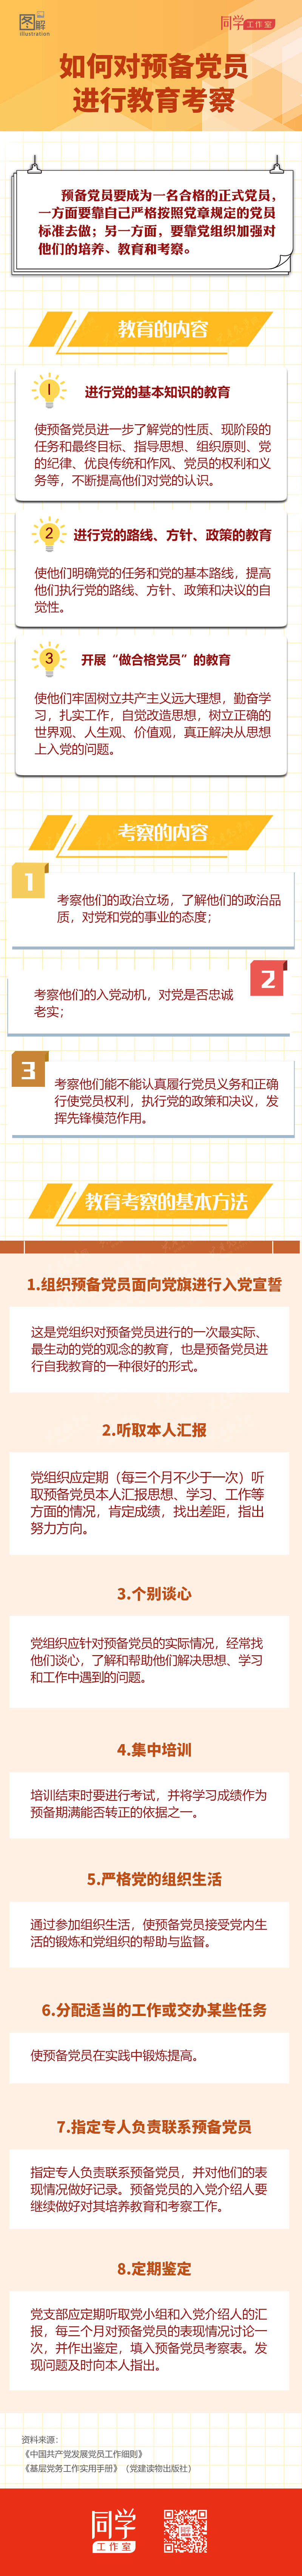 图解
illustration
同学工作室
如何对预备党员
进行教育考察
预备党员要成为一名合格的正式党员，
一方面要靠自己严格按照党章规定的党员
标准去做；另一方面，要靠党组织加强对
他们的培养、教育和考察。
教育的内容
1 进行党的基本知识的教育
使预备党员进一步了解党的性质、现阶段的
任务和最终目标、指导思想、组织原则、党
的纪律、优良传统和作风、党员的权利和义
务等，不断提高他们对党的认识。
2 进行党的路线、方针、政策的教育
使他们明确党的任务和党的基本路线，提高
他们执行党的路线、方针、政策和决议的自
觉性。
3 开展“做合格党员”的教育
使他们牢固树立共产主义远大理想，勤奋学
习，扎实工作，自觉改造思想，树立正确的
世界观、人生观、价值观，真正解决从思想
上入党的问题。
考察的内容
1
考察他们的政治立场，了解他们的政治品
质，对党和党的事业的态度；
2
考察他们的入党动机，对党是否忠诚
老实；
3
考察他们能不能认真履行党员义务和正确
行使党员权利，执行党的政策和决议，发
挥先锋模范作用。
教育考察的基本方法
1.组织预备党员面向党旗进行入党宣誓
这是党组织对预备党员进行的一次最实际、
最生动的党的观念的教育，也是预备党员进
行自我教育的一种很好的形式。
2.听取本人汇报
党组织应定期（每三个月不少于一次）听
取预备党员本人汇报思想、学习、工作等
方面的情况，肯定成绩，找出差距，指出
努力方向。
3.个别谈心
党组织应针对预备党员的实际情况，经常找
他们谈心，了解和帮助他们解决思想、学习
和工作中遇到的问题。
4.集中培训
培训结束时要进行考试，并将学习成绩作为
预备期满能否转正的依据之一。
5.严格党的组织生活
通过参加组织生活，使预备党员接受党内生
活的锻炼和党组织的帮助与监督。
6.分配适当的工作或交办某些任务
使预备党员在实践中锻炼提高。
7.指定专人负责联系预备党员
指定专人负责联系预备党员，并对他们的表
现情况做好记录。预备党员的入党介绍人要
继续做好对其培养教育和考察工作。
8.定期鉴定
党支部应定期听取党小组和入党介绍人的汇
报，每三个月对预备党员的表现情况讨论一
次，并作出鉴定，填入预备党员考察表。发
现问题及时向本人指出。
资料来源：
《中国共产党发展党员工作细则》
《基层党务工作实用手册》（党建读物出版社）
同学
工作室